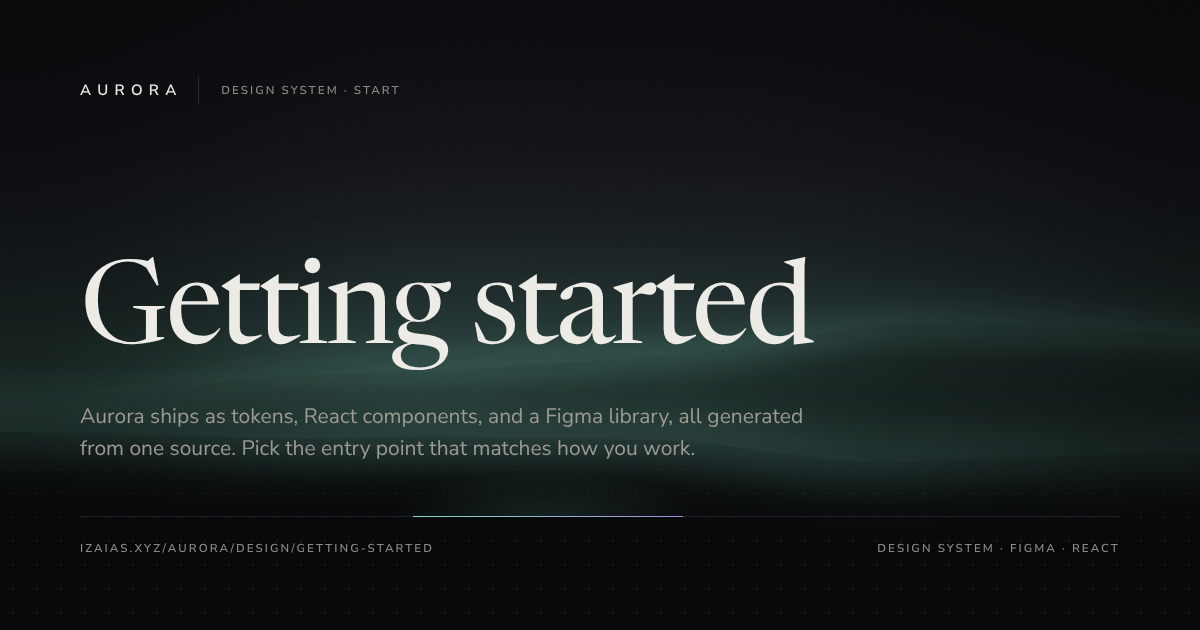 AURORA
DESIGN SYSTEM · START
Getting started
Aurora ships as tokens, React components, and a Figma library, all generated
from one source. Pick the entry point that matches how you work.
IZAIAS.XYZ/AURORA/DESIGN/GETTING-STARTED
DESIGN SYSTEM · FIGMA · REACT